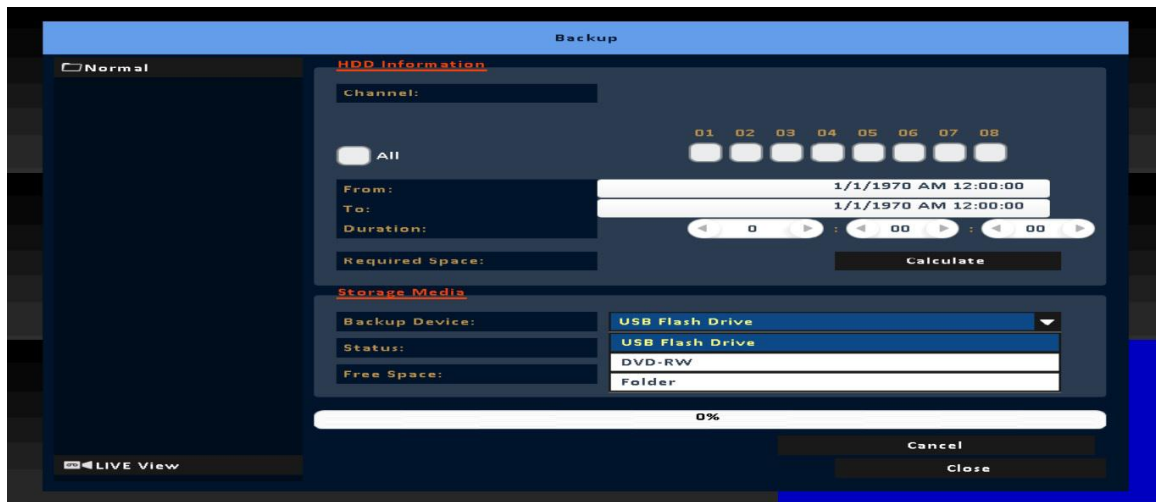 Backup
Normal
HDD Information
Channel:
01 02 03 04 05 06 07 08
All
From: 1/1/1970 AM 12:00:00
To: 1/1/1970 AM 12:00:00
Duration: 0 : 00 : 00
Required Space: Calculate
Storage Media
Backup Device: USB Flash Drive
Status: USB Flash Drive
DVD-RW
Free Space:
Folder
0%
Cancel
LIVE View
Close